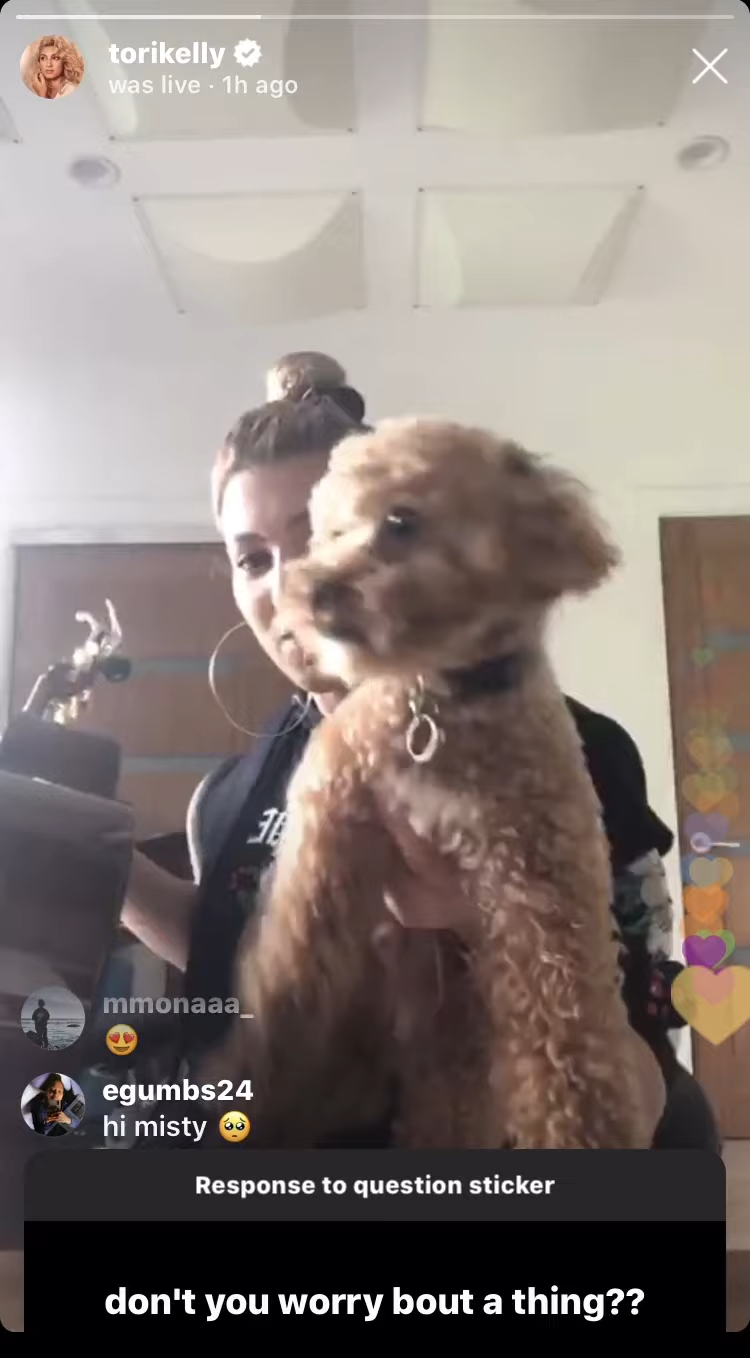 torikelly
was live · 1h ago
mmonaaa_
😍
egumbs24
hi misty 🥺
Response to question sticker
don't you worry bout a thing??